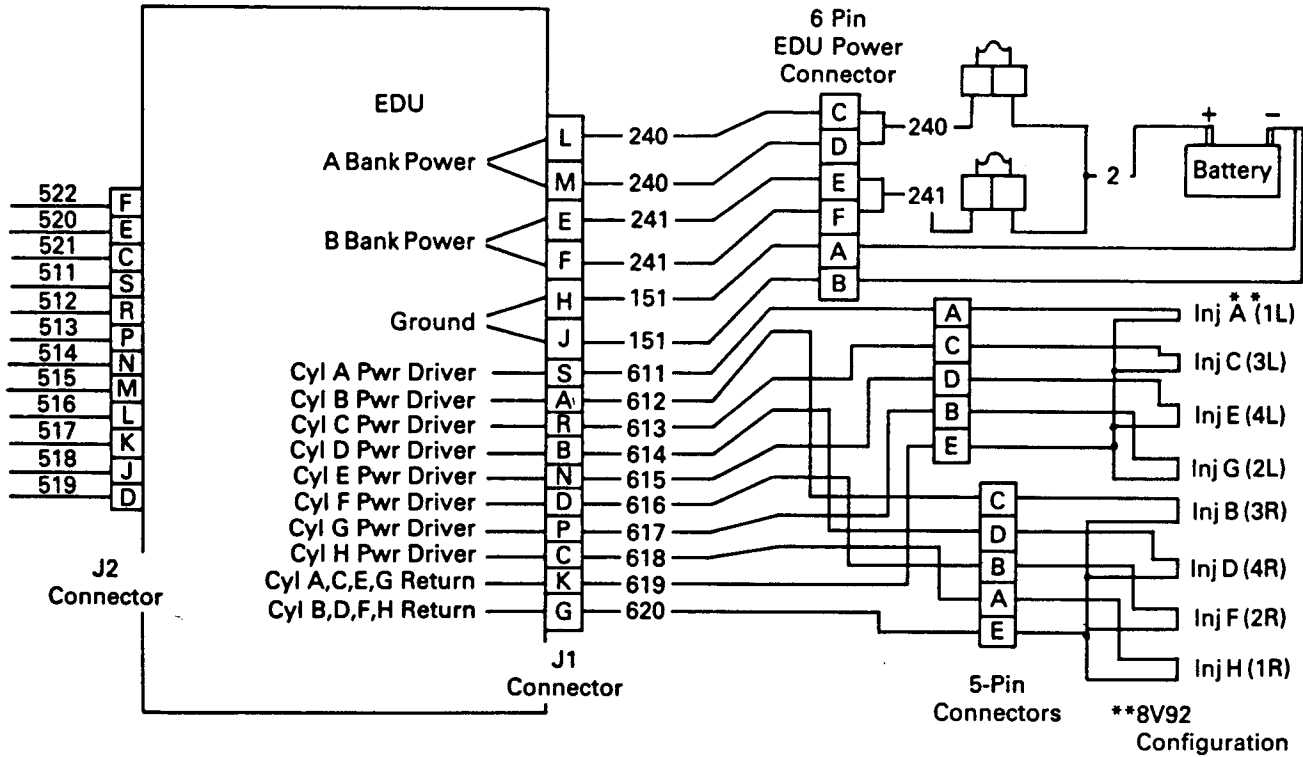 6 Pin
EDU Power
Connector
EDU
A Bank Power
B Bank Power
Ground
Cyl A Pwr Driver
Cyl B Pwr Driver
Cyl C Pwr Driver
Cyl D Pwr Driver
Cyl E Pwr Driver
Cyl F Pwr Driver
Cyl G Pwr Driver
Cyl H Pwr Driver
Cyl A,C,E,G Return
Cyl B,D,F,H Return
522 F
520 E
521 C
511 S
512 R
513 P
514 N
515 M
516 L
517 K
518 J
519 D
J2
Connector
L 240
M 240
E 241
F 241
H 151
J 151
S 611
A 612
R 613
B 614
N 615
D 616
P 617
C 618
K 619
G 620
J1
Connector
C
D
E
F
A
B
240
241
2
+ −
Battery
A
C
D
B
E
C
D
B
A
E
5-Pin
Connectors
Inj A** (1L)
Inj C (3L)
Inj E (4L)
Inj G (2L)
Inj B (3R)
Inj D (4R)
Inj F (2R)
Inj H (1R)
**8V92
Configuration